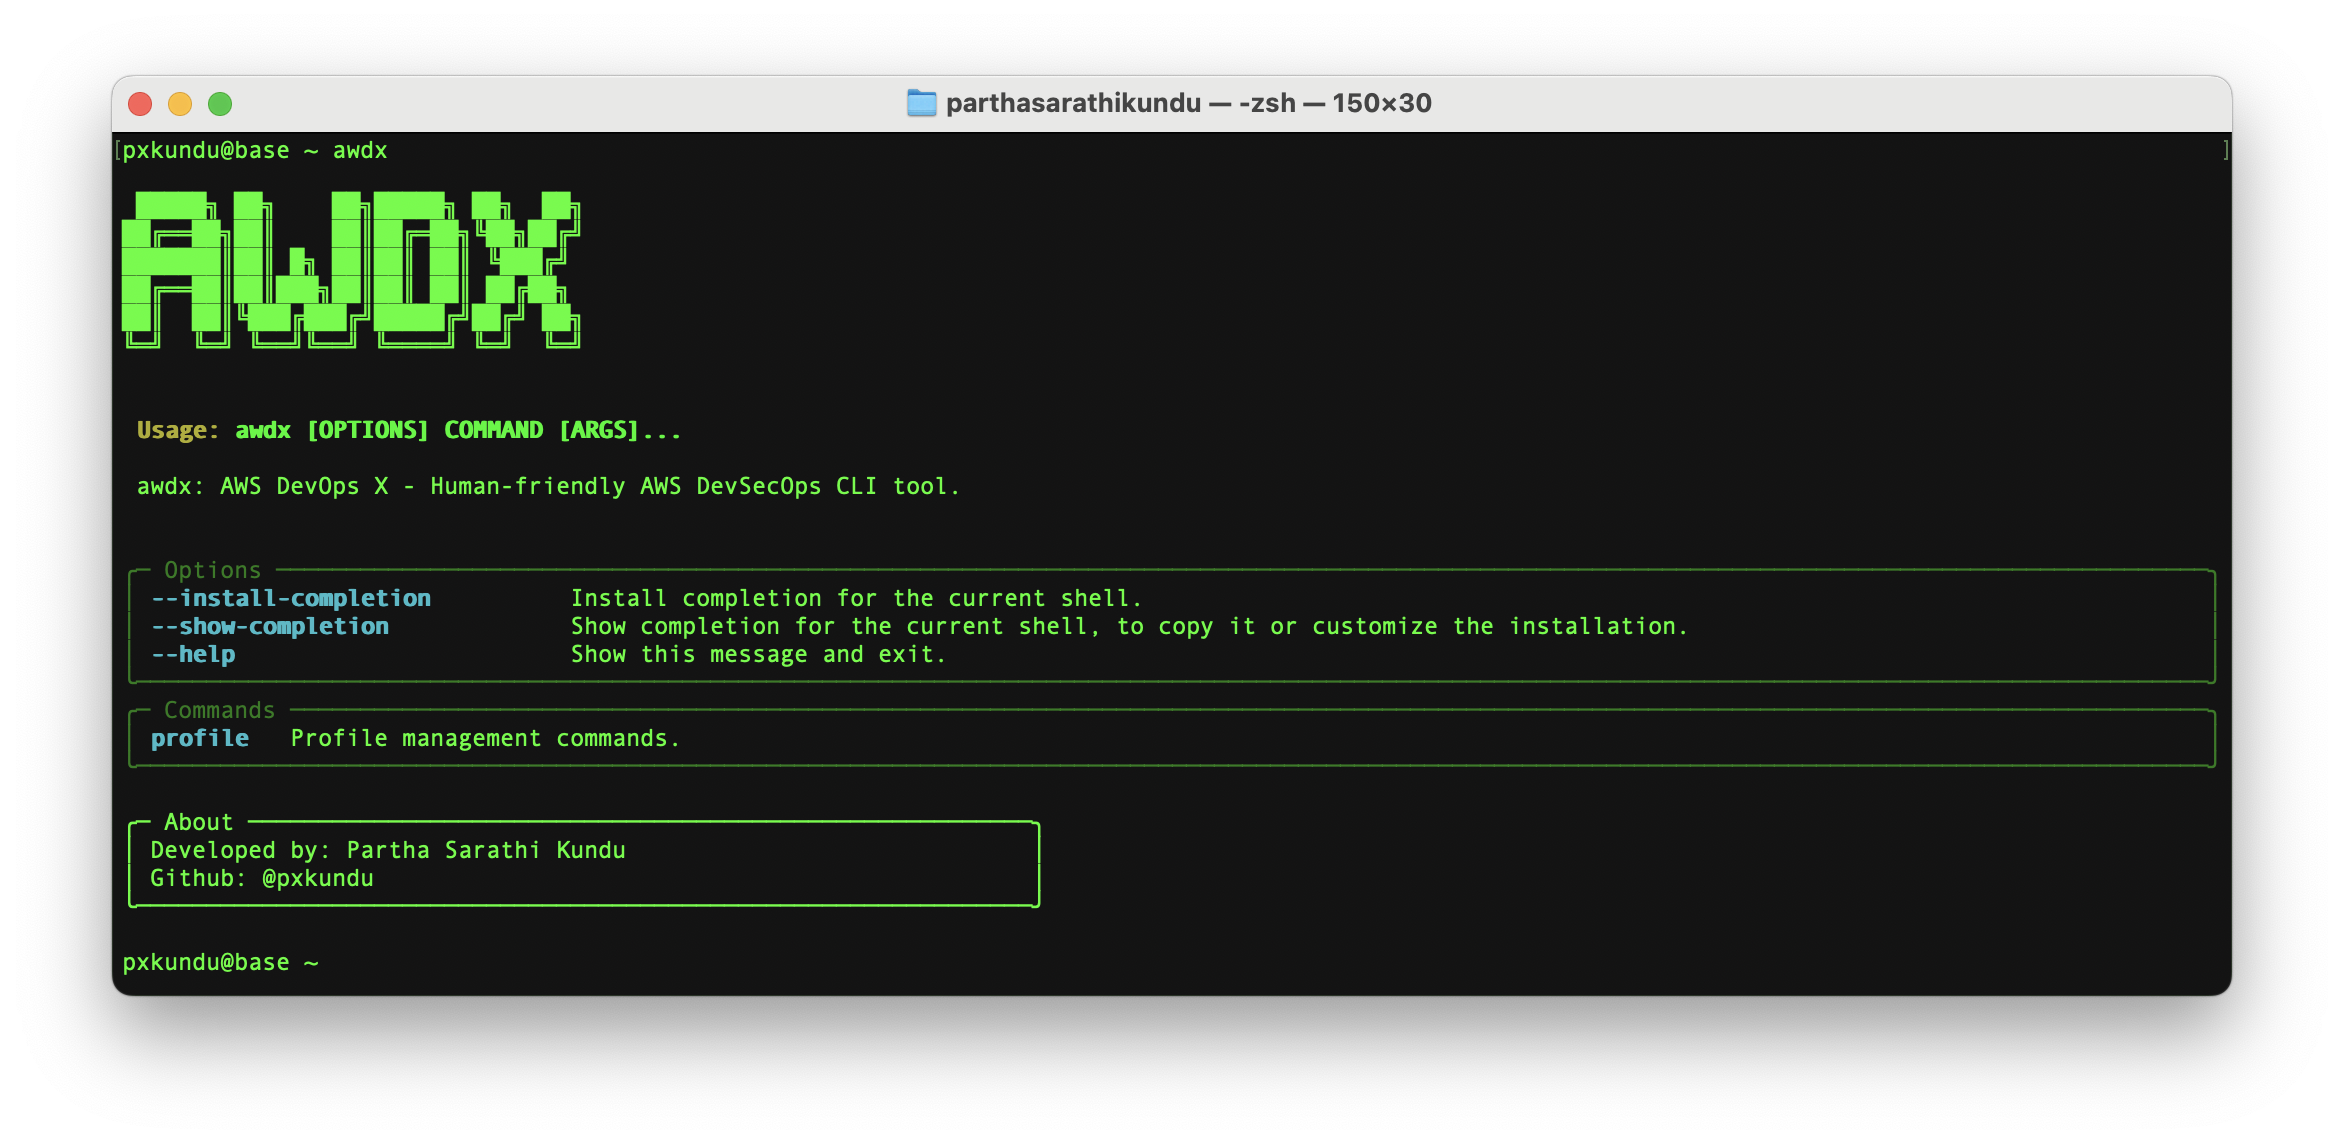 parthasarathikundu — -zsh — 150×30
[pxkundu@base ~ awdx ]
AWDX
Usage: awdx [OPTIONS] COMMAND [ARGS]...
awdx: AWS DevOps X - Human-friendly AWS DevSecOps CLI tool.
Options
--install-completion Install completion for the current shell.
--show-completion Show completion for the current shell, to copy it or customize the installation.
--help Show this message and exit.
Commands
profile Profile management commands.
About
Developed by: Partha Sarathi Kundu
Github: @pxkundu
pxkundu@base ~